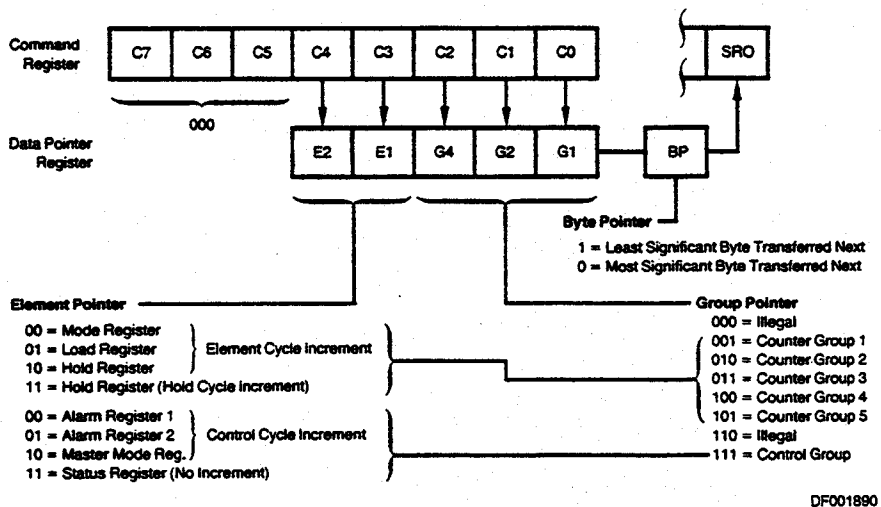 Command
Register
C7 C6 C5 C4 C3 C2 C1 C0
SRO
000
Data Pointer
Register
E2 E1 G4 G2 G1
BP
Byte Pointer
1 = Least Significant Byte Transferred Next
0 = Most Significant Byte Transferred Next
Element Pointer
00 = Mode Register
01 = Load Register
10 = Hold Register
Element Cycle Increment
11 = Hold Register (Hold Cycle Increment)
00 = Alarm Register 1
01 = Alarm Register 2
10 = Master Mode Reg.
Control Cycle Increment
11 = Status Register (No Increment)
Group Pointer
000 = Illegal
001 = Counter Group 1
010 = Counter Group 2
011 = Counter Group 3
100 = Counter Group 4
101 = Counter Group 5
110 = Illegal
111 = Control Group
DF001890